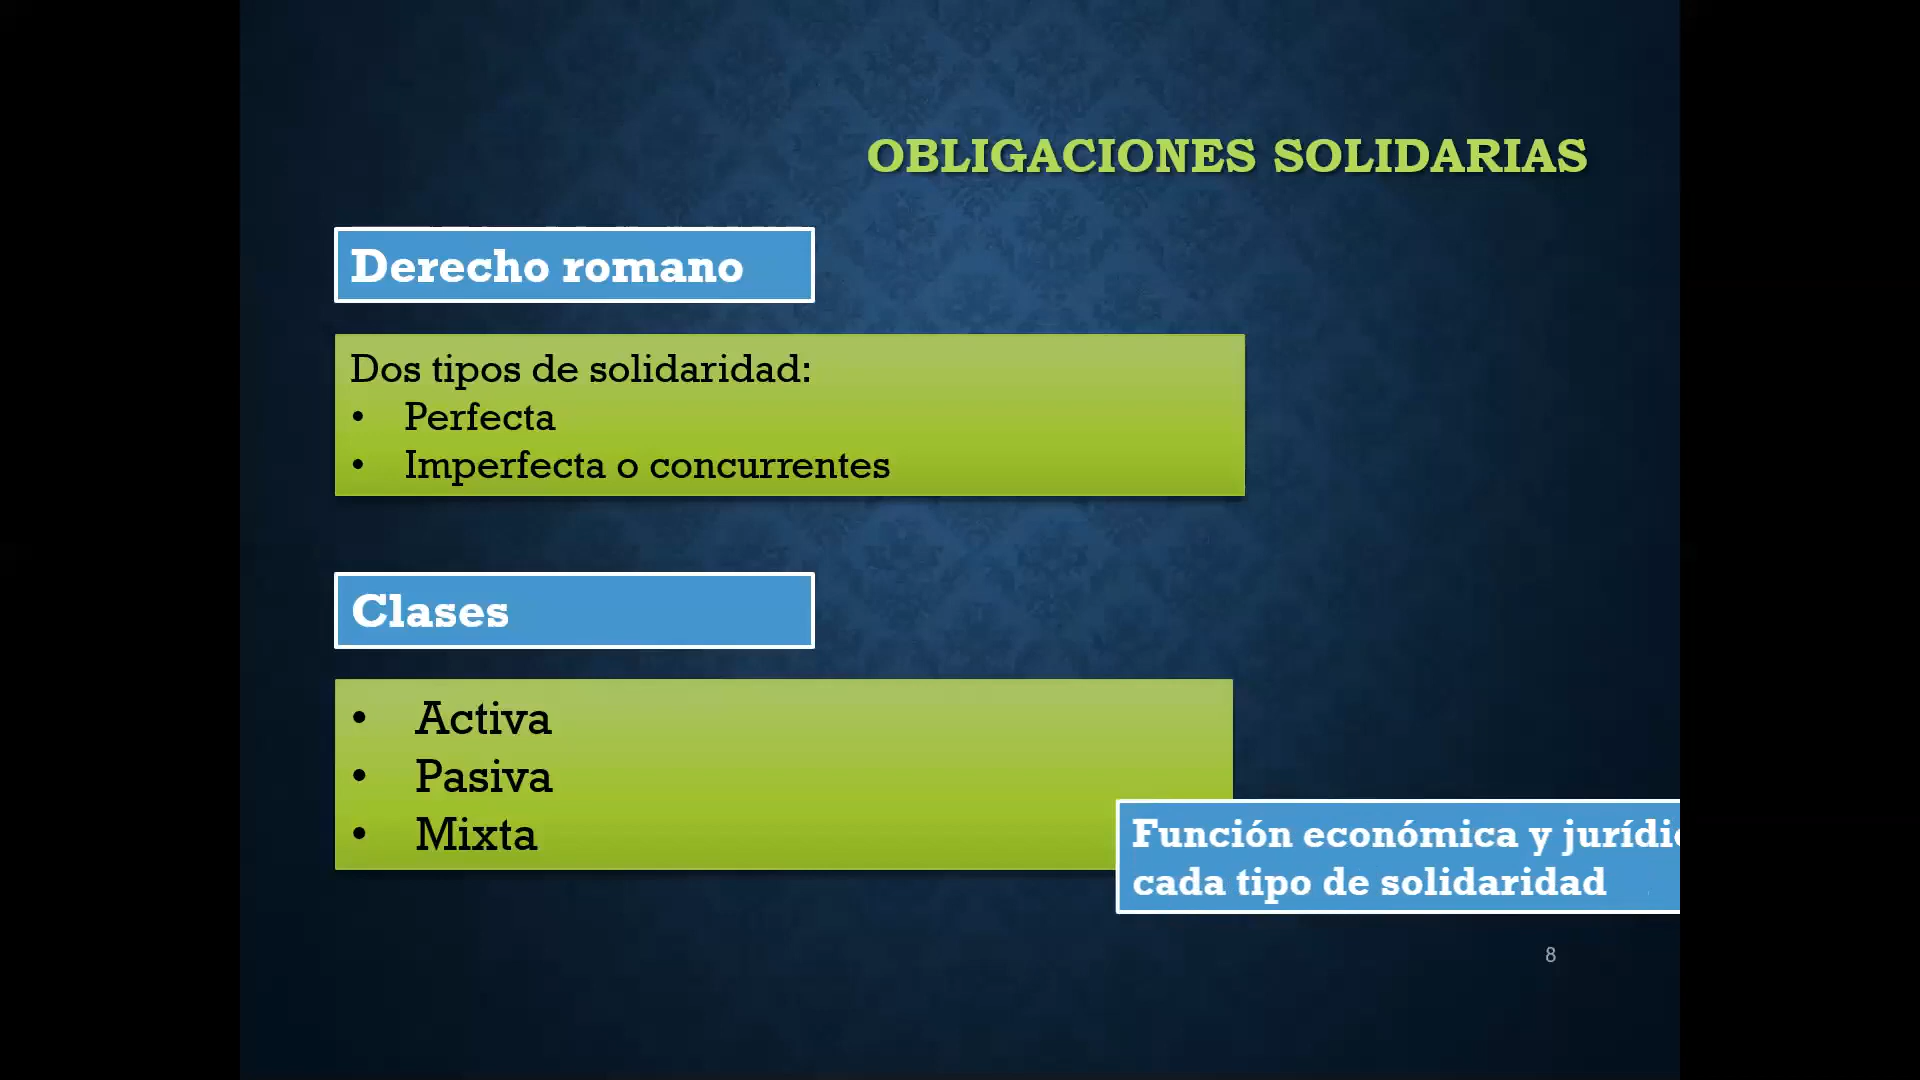 OBLIGACIONES SOLIDARIAS
Derecho romano
Dos tipos de solidaridad:
• Perfecta
• Imperfecta o concurrentes
Clases
• Activa
• Pasiva
• Mixta
Función económica y
cada tipo de solidaridad
8